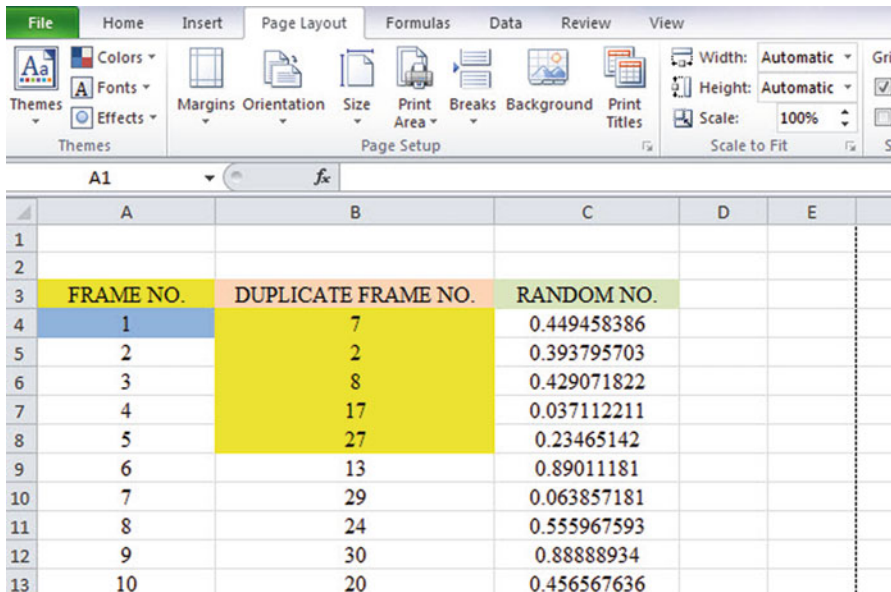 File Home Insert Page Layout Formulas Data Review View
Aa Colors Width: Automatic Gri
A Fonts Height: Automatic
Themes Effects Margins Orientation Size Print Area Breaks Background Print Titles Scale: 100%
Themes Page Setup Scale to Fit S
A1 fx
A B C D E
1
2
3 FRAME NO. DUPLICATE FRAME NO. RANDOM NO.
4 1 7 0.449458386
5 2 2 0.393795703
6 3 8 0.429071822
7 4 17 0.037112211
8 5 27 0.23465142
9 6 13 0.89011181
10 7 29 0.063857181
11 8 24 0.555967593
12 9 30 0.88888934
13 10 20 0.456567636